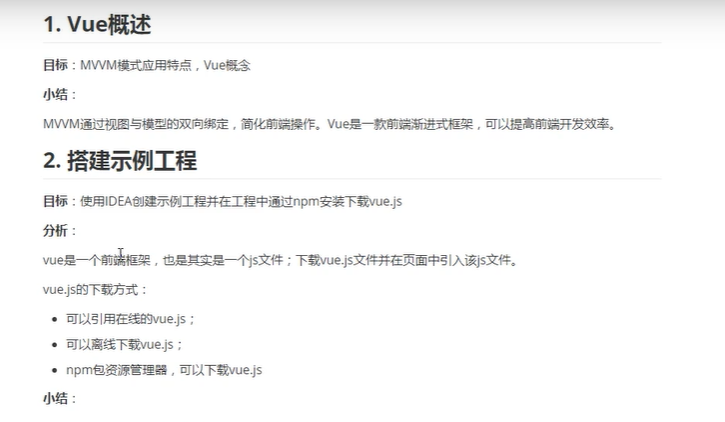 1. Vue概述
目标：MVVM模式应用特点，Vue概念
小结：
MVVM通过视图与模型的双向绑定，简化前端操作。Vue是一款前端渐进式框架，可以提高前端开发效率。
2. 搭建示例工程
目标：使用IDEA创建示例工程并在工程中通过npm安装下载vue.js
分析：
vue是一个前端框架，也是其实是一个js文件；下载vue.js文件并在页面中引入该js文件。
vue.js的下载方式：
• 可以引用在线的vue.js；
• 可以离线下载vue.js；
• npm包资源管理器，可以下载vue.js
小结：